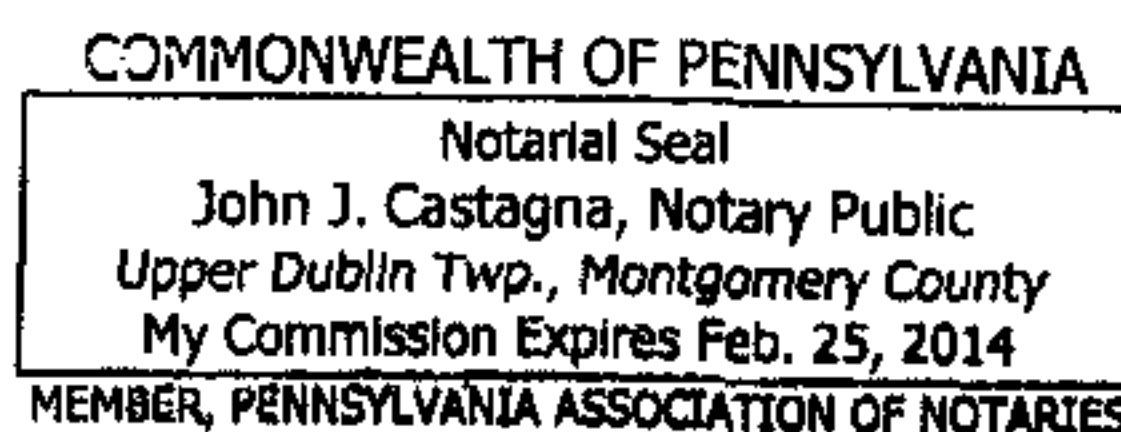 COMMONWEALTH OF PENNSYLVANIA
Notarial Seal
John J. Castagna, Notary Public
Upper Dublin Twp., Montgomery County
My Commission Expires Feb. 25, 2014
MEMBER, PENNSYLVANIA ASSOCIATION OF NOTARIES